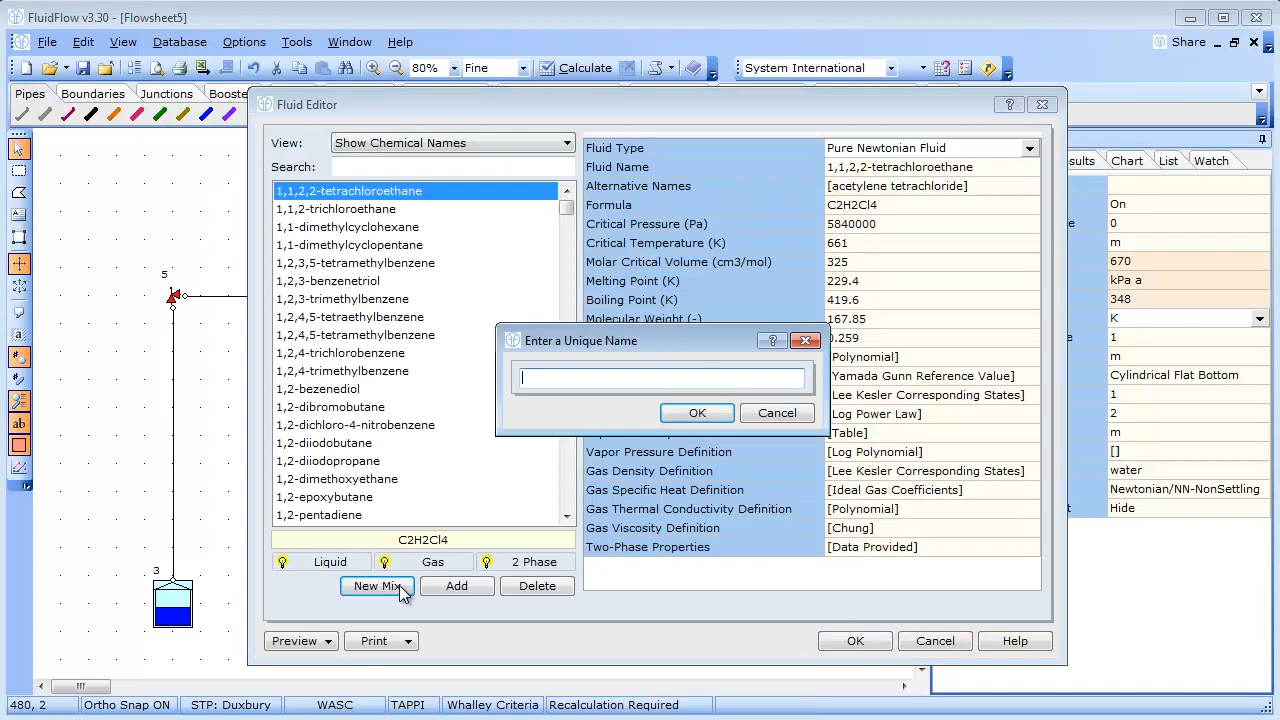 FluidFlow v3.30 - [Flowsheet5]
File Edit View Database Options Tools Window Help Share
80% Fine Calculate System International
Pipes Boundaries Junctions Booste
Fluid Editor
View: Show Chemical Names
Search:
1,1,2,2-tetrachloroethane
1,1,2-trichloroethane
1,1-dimethylcyclohexane
1,1-dimethylcyclopentane
1,2,3,5-tetramethylbenzene
1,2,3-benzenetriol
1,2,3-trimethylbenzene
1,2,4,5-tetraethylbenzene
1,2,4,5-tetramethylbenzene
1,2,4-trichlorobenzene
1,2,4-trimethylbenzene
1,2-bezenediol
1,2-dibromobutane
1,2-dichloro-4-nitrobenzene
1,2-diiodobutane
1,2-diiodopropane
1,2-dimethoxyethane
1,2-epoxybutane
1,2-pentadiene
C2H2Cl4
Liquid Gas 2 Phase
New Mix Add Delete
Fluid Type Pure Newtonian Fluid
Fluid Name 1,1,2,2-tetrachloroethane
Alternative Names [acetylene tetrachloride]
Formula C2H2Cl4
Critical Pressure (Pa) 5840000
Critical Temperature (K) 661
Molar Critical Volume (cm3/mol) 325
Melting Point (K) 229.4
Boiling Point (K) 419.6
Molecular Weight (-) 167.85
0.259
[Polynomial]
[Yamada Gunn Reference Value]
[Lee Kesler Corresponding States]
[Log Power Law]
[Table]
Vapor Pressure Definition [Log Polynomial]
Gas Density Definition [Lee Kesler Corresponding States]
Gas Specific Heat Definition [Ideal Gas Coefficients]
Gas Thermal Conductivity Definition [Polynomial]
Gas Viscosity Definition [Chung]
Two-Phase Properties [Data Provided]
Enter a Unique Name
OK Cancel
Preview Print OK Cancel Help
sults Chart List Watch
On
0
m
670
kPa a
348
K
1
m
Cylindrical Flat Bottom
1
2
m
[]
water
Newtonian/NN-NonSettling
Hide
5
3
480, 2 Ortho Snap ON STP: Duxbury WASC TAPPI Whalley Criteria Recalculation Required